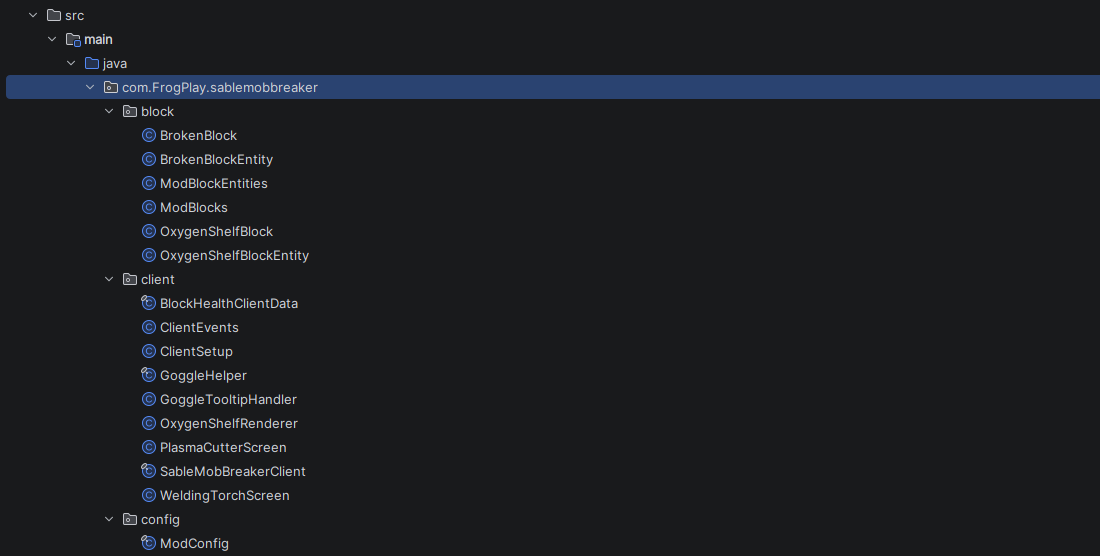 src
main
java
com.FrogPlay.sablemobbreaker
block
BrokenBlock
BrokenBlockEntity
ModBlockEntities
ModBlocks
OxygenShelfBlock
OxygenShelfBlockEntity
client
BlockHealthClientData
ClientEvents
ClientSetup
GoggleHelper
GoggleTooltipHandler
OxygenShelfRenderer
PlasmaCutterScreen
SableMobBreakerClient
WeldingTorchScreen
config
ModConfig